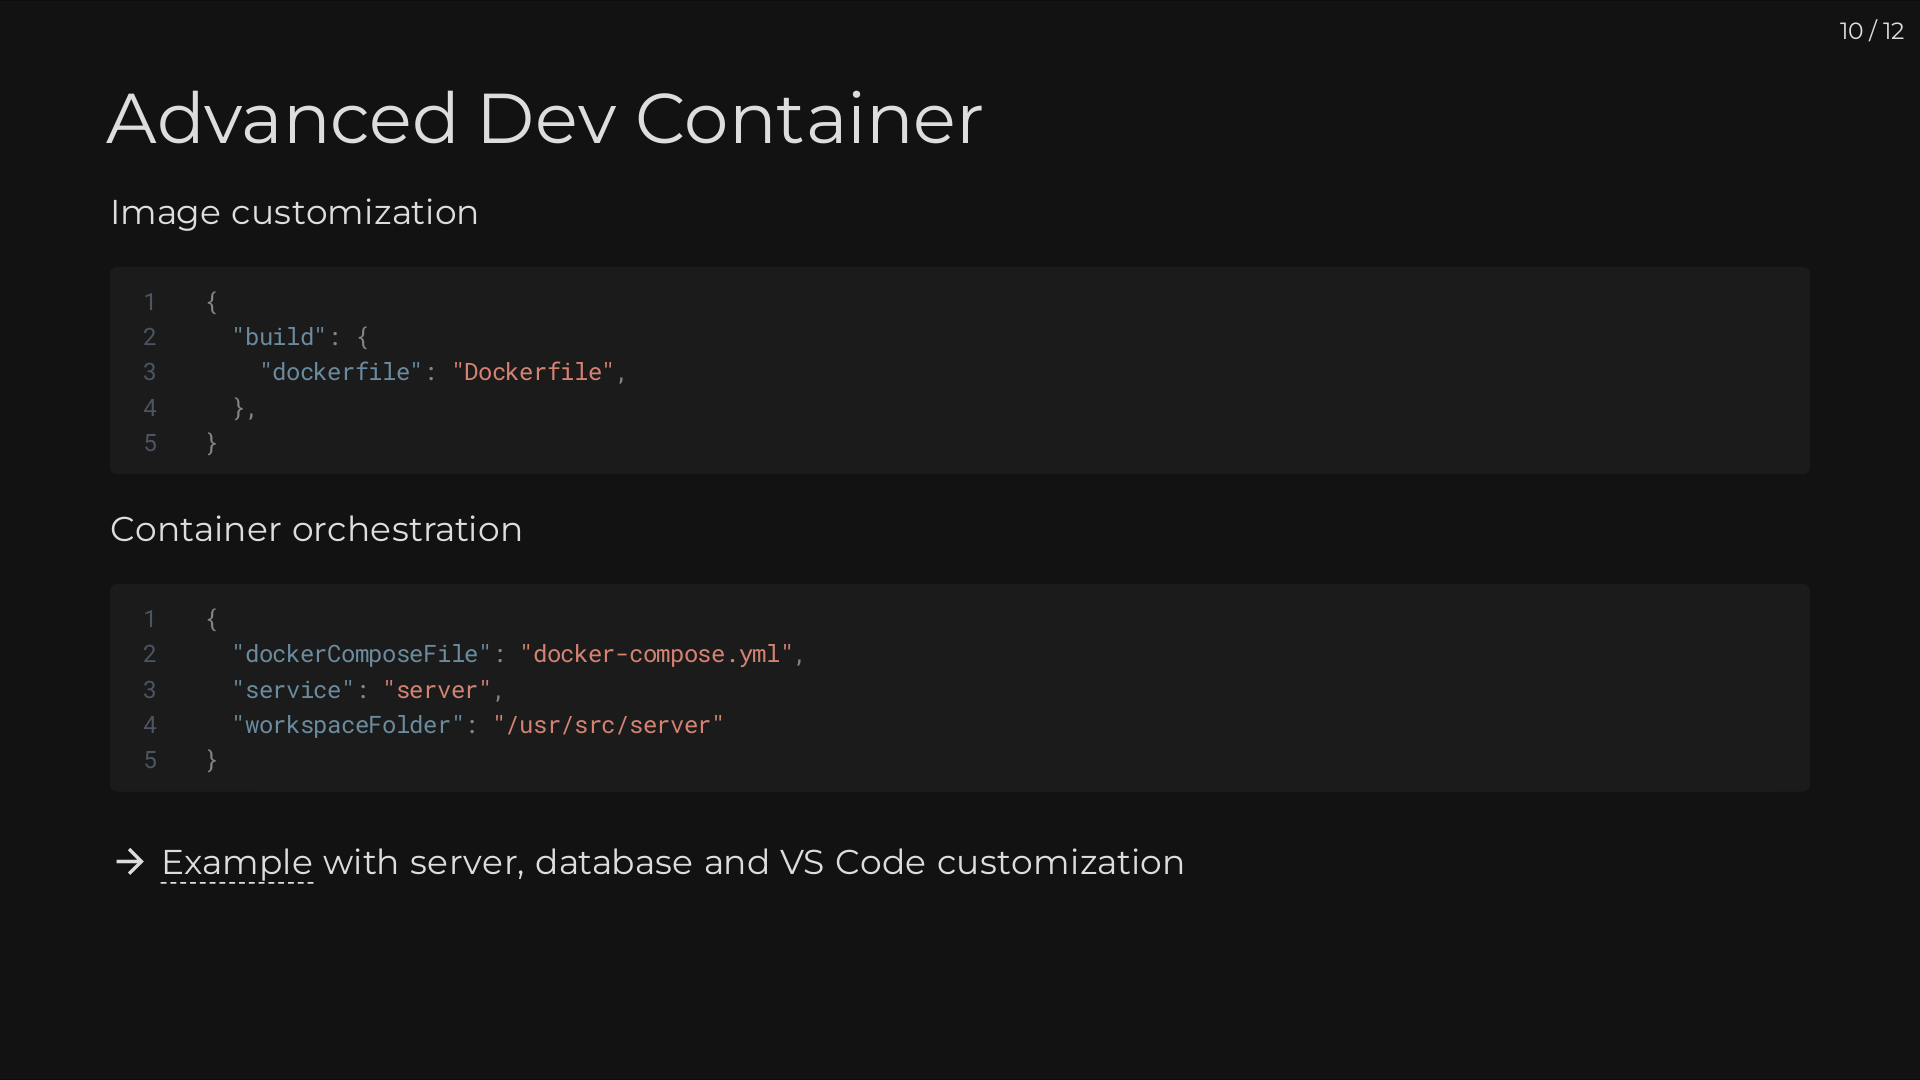 10 / 12
Advanced Dev Container
Image customization
1 {
2   "build": {
3     "dockerfile": "Dockerfile",
4   },
5 }
Container orchestration
1 {
2   "dockerComposeFile": "docker-compose.yml",
3   "service": "server",
4   "workspaceFolder": "/usr/src/server"
5 }
→ Example with server, database and VS Code customization